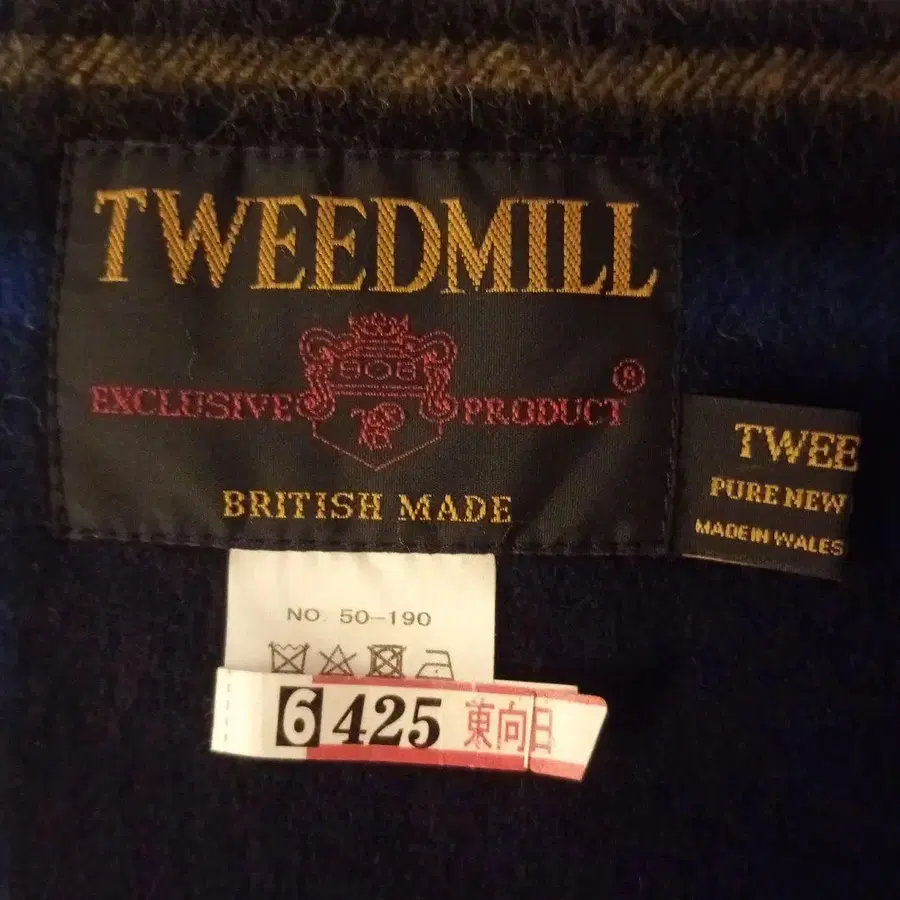 TWEEDMILL
EXCLUSIVE PRODUCT ®
BRITISH MADE
TWEE
PURE NEW
MADE IN WALES
NO. 50-190
6 425 東向日